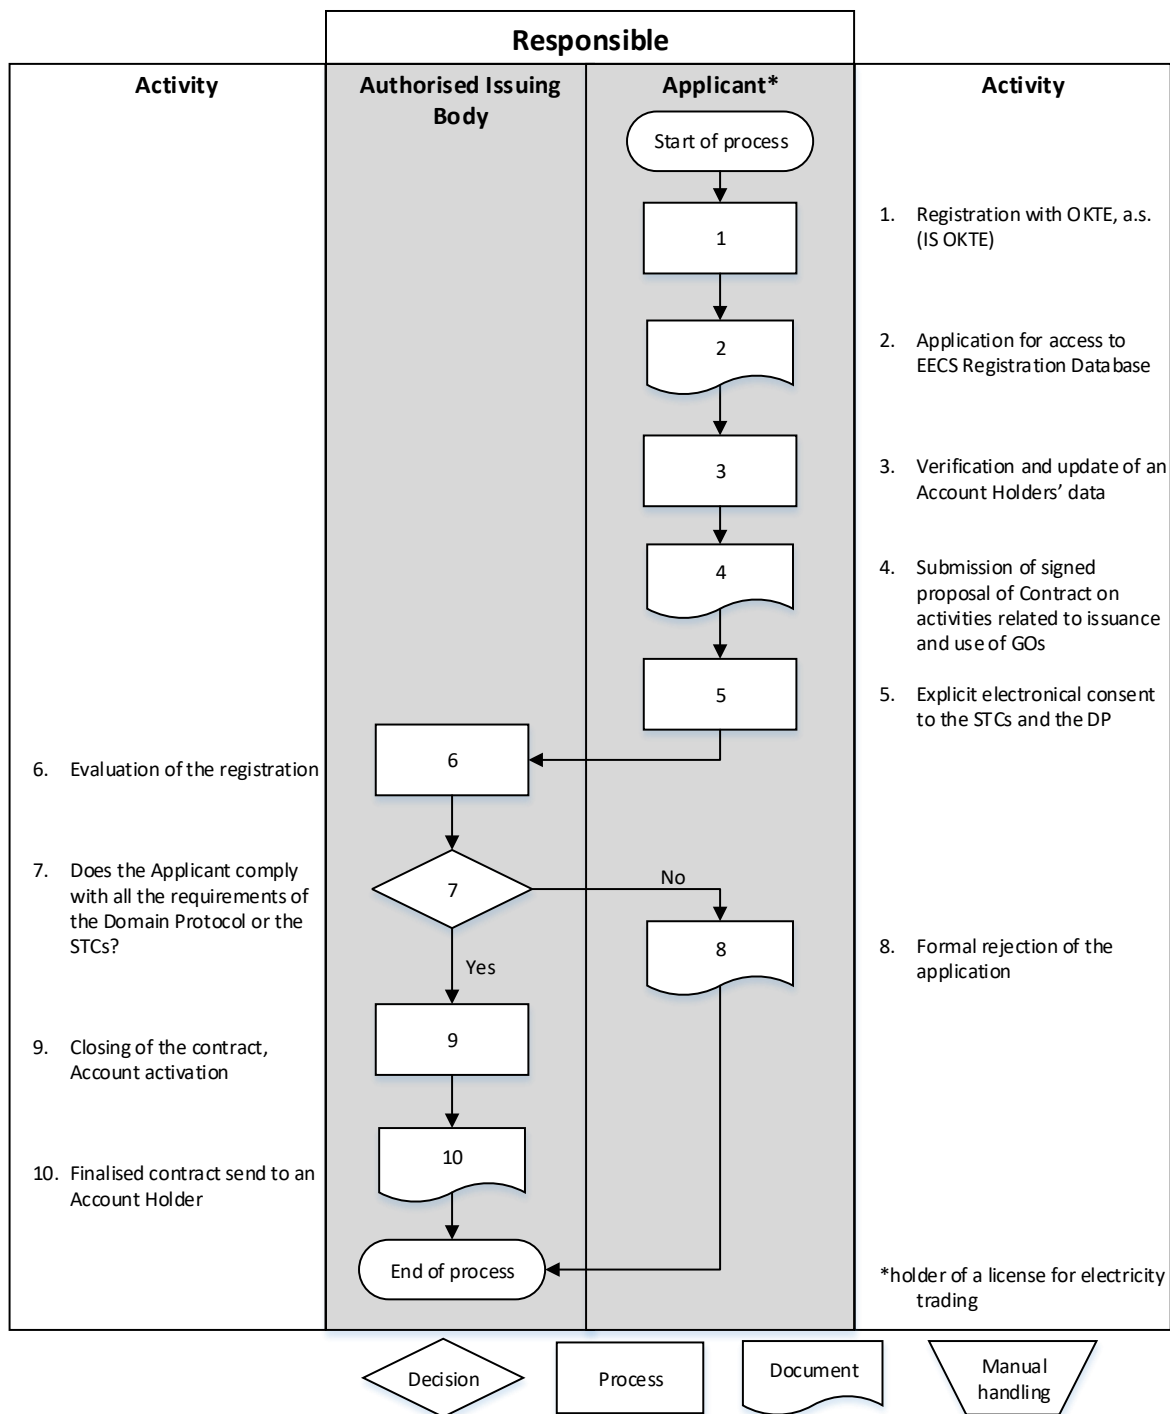 Responsible
Activity
Authorised Issuing
Body
Applicant*
Activity
Start of process
1
1. Registration with OKTE, a.s.
(IS OKTE)
2
2. Application for access to
EECS Registration Database
3
3. Verification and update of an
Account Holders’ data
4
4. Submission of signed
proposal of Contract on
activities related to issuance
and use of GOs
5
5. Explicit electronical consent
to the STCs and the DP
6. Evaluation of the registration
6
7. Does the Applicant comply
with all the requirements of
the Domain Protocol or the
STCs?
7
No
Yes
8
8. Formal rejection of the
application
9. Closing of the contract,
Account activation
9
10. Finalised contract send to an
Account Holder
10
End of process
*holder of a license for electricity
trading
Decision
Process
Document
Manual
handling